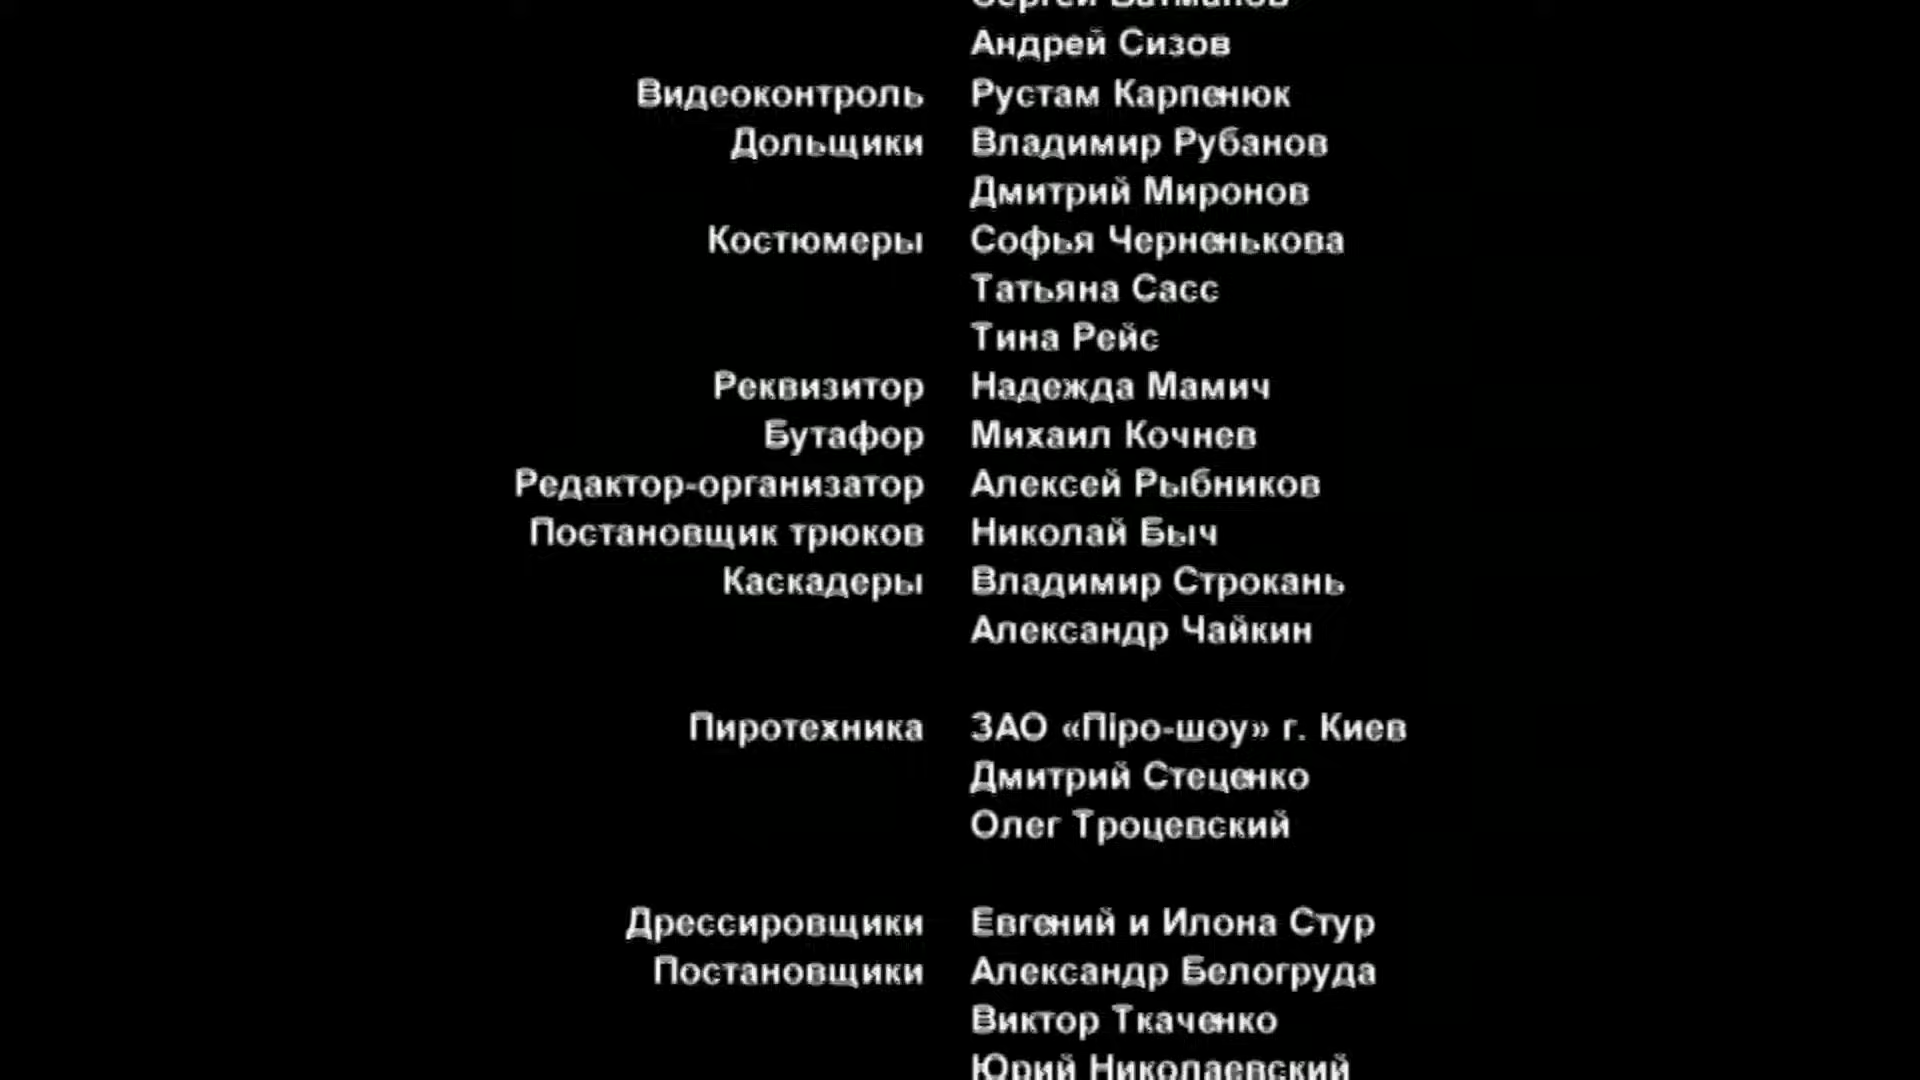 Сергей Батманов
Андрей Сизов
Видеоконтроль Рустам Карпенюк
Дольщики Владимир Рубанов
Дмитрий Миронов
Костюмеры Софья Черненькова
Татьяна Сасс
Тина Рейс
Реквизитор Надежда Мамич
Бутафор Михаил Кочнев
Редактор-организатор Алексей Рыбников
Постановщик трюков Николай Быч
Каскадеры Владимир Строкань
Александр Чайкин
Пиротехника ЗАО «Піро-шоу» г. Киев
Дмитрий Стеценко
Олег Троцевский
Дрессировщики Евгений и Илона Стур
Постановщики Александр Белогруда
Виктор Ткаченко
Юрий Николаевский